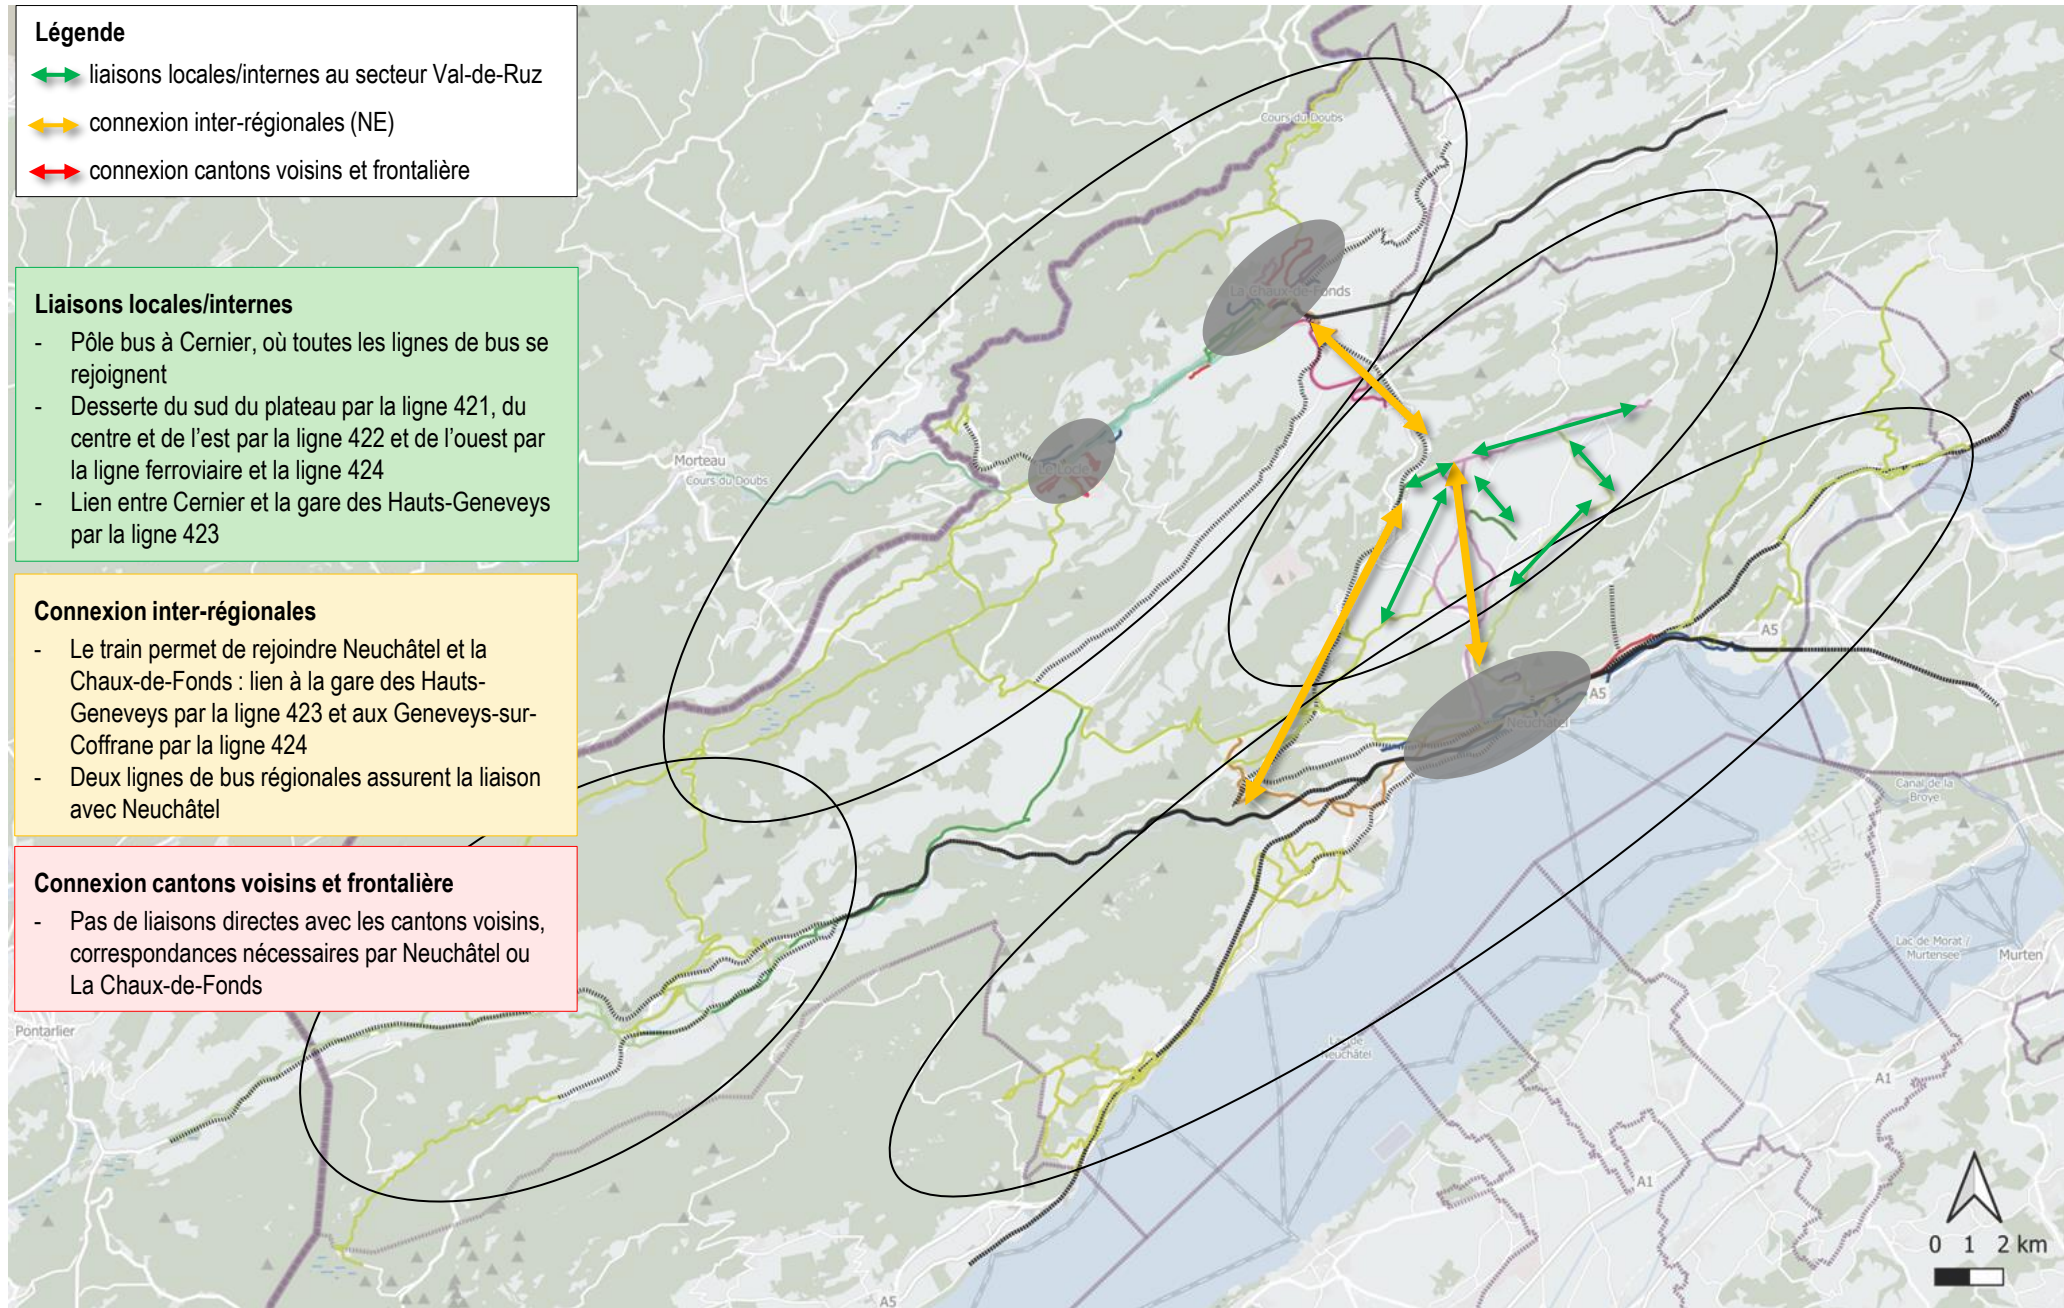 Légende
liaisons locales/internes au secteur Val-de-Ruz
connexion inter-régionales (NE)
connexion cantons voisins et frontalière
Liaisons locales/internes
- Pôle bus à Cernier, où toutes les lignes de bus se
rejoignent
- Desserte du sud du plateau par la ligne 421, du
centre et de l'est par la ligne 422 et de l'ouest par
la ligne ferroviaire et la ligne 424
- Lien entre Cernier et la gare des Hauts-Geneveys
par la ligne 423
Connexion inter-régionales
- Le train permet de rejoindre Neuchâtel et la
Chaux-de-Fonds : lien à la gare des Hauts-
Geneveys par la ligne 423 et aux Geneveys-sur-
Coffrane par la ligne 424
- Deux lignes de bus régionales assurent la liaison
avec Neuchâtel
Connexion cantons voisins et frontalière
- Pas de liaisons directes avec les cantons voisins,
correspondances nécessaires par Neuchâtel ou
La Chaux-de-Fonds
Cours du Doubs
La Chaux-de-Fonds
Morteau
Cours du Doubs
Le Locle
A5
A5
Neuchâtel
Canal de la
Broye
Lac de Morat /
Murtensee
Murten
Pontarlier
Lac de
Neuchâtel
A1
A1
A5
0 1 2 km